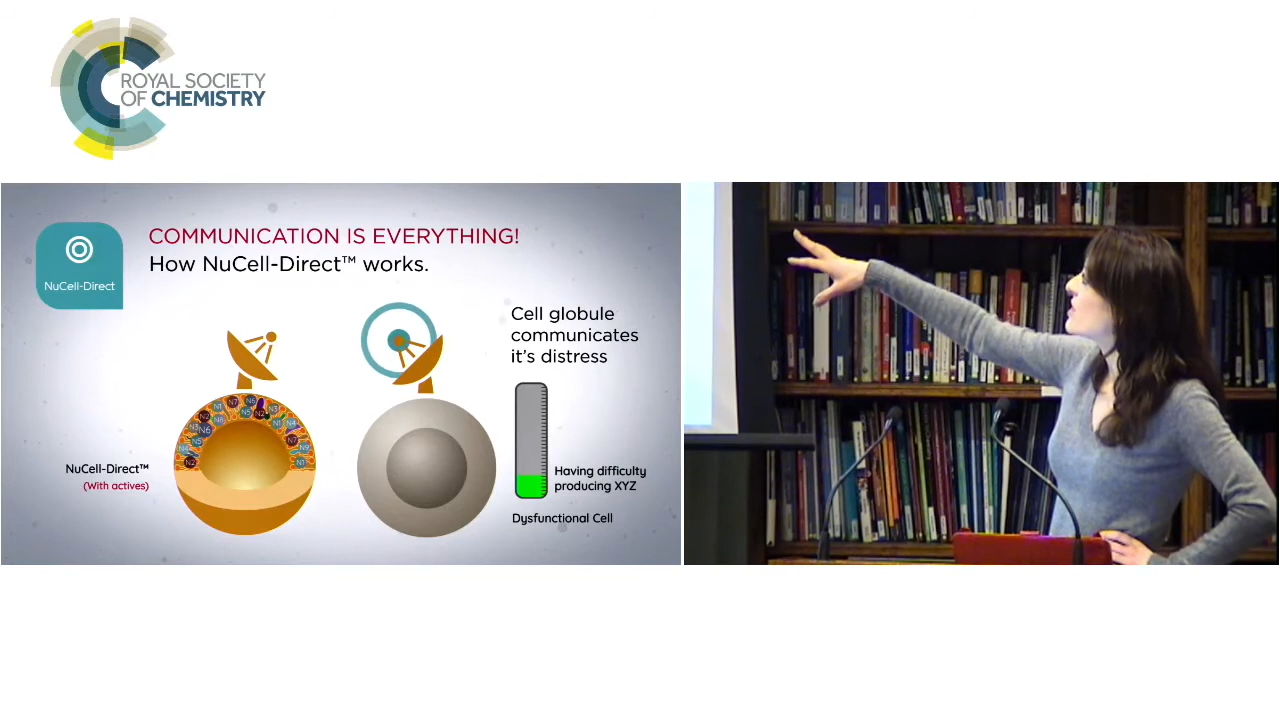 ROYAL SOCIETY
OF CHEMISTRY
COMMUNICATION IS EVERYTHING!
How NuCell-Direct™ works.
NuCell-Direct
Cell globule
communicates
it's distress
NuCell-Direct™
(With actives)
Having difficulty
producing XYZ
Dysfunctional Cell